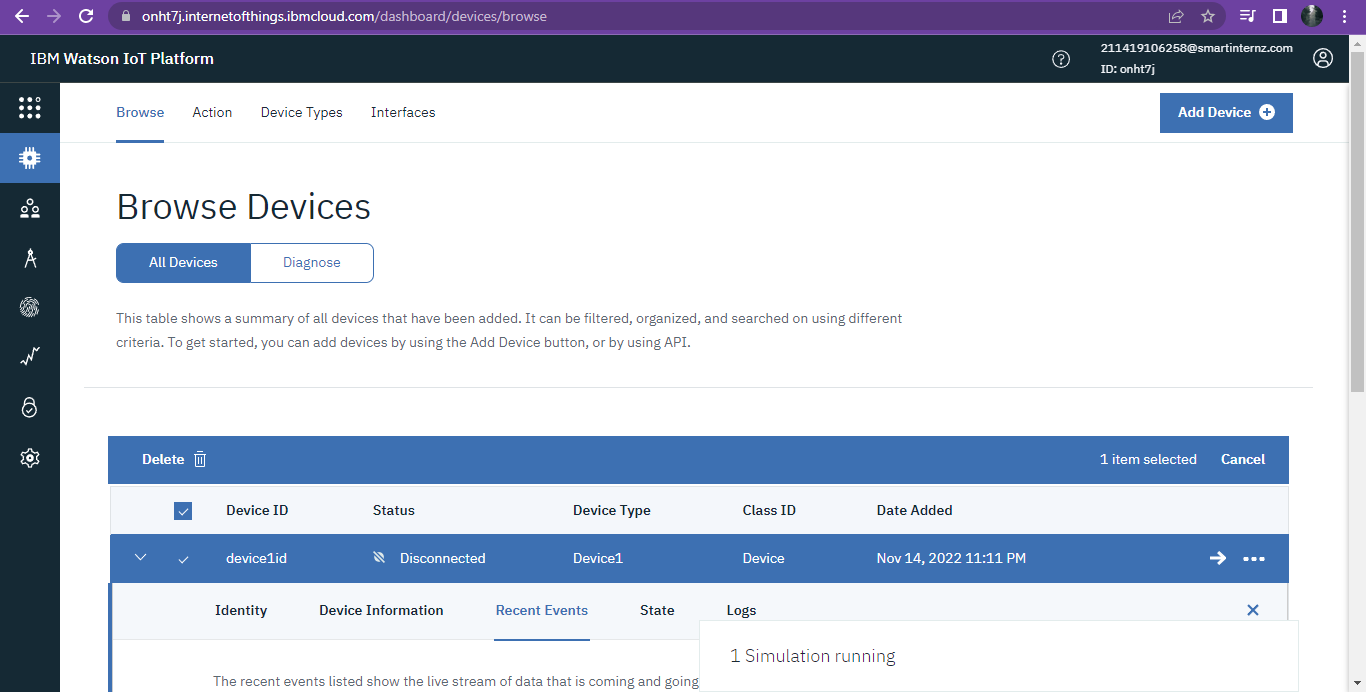 onht7j.internetofthings.ibmcloud.com/dashboard/devices/browse
IBM Watson IoT Platform
211419106258@smartinternz.com
ID: onht7j
Browse Action Device Types Interfaces Add Device
Browse Devices
All Devices Diagnose
This table shows a summary of all devices that have been added. It can be filtered, organized, and searched on using different
criteria. To get started, you can add devices by using the Add Device button, or by using API.
Delete 1 item selected Cancel
Device ID Status Device Type Class ID Date Added
device1id Disconnected Device1 Device Nov 14, 2022 11:11 PM
Identity Device Information Recent Events State Logs
1 Simulation running
The recent events listed show the live stream of data that is coming and going